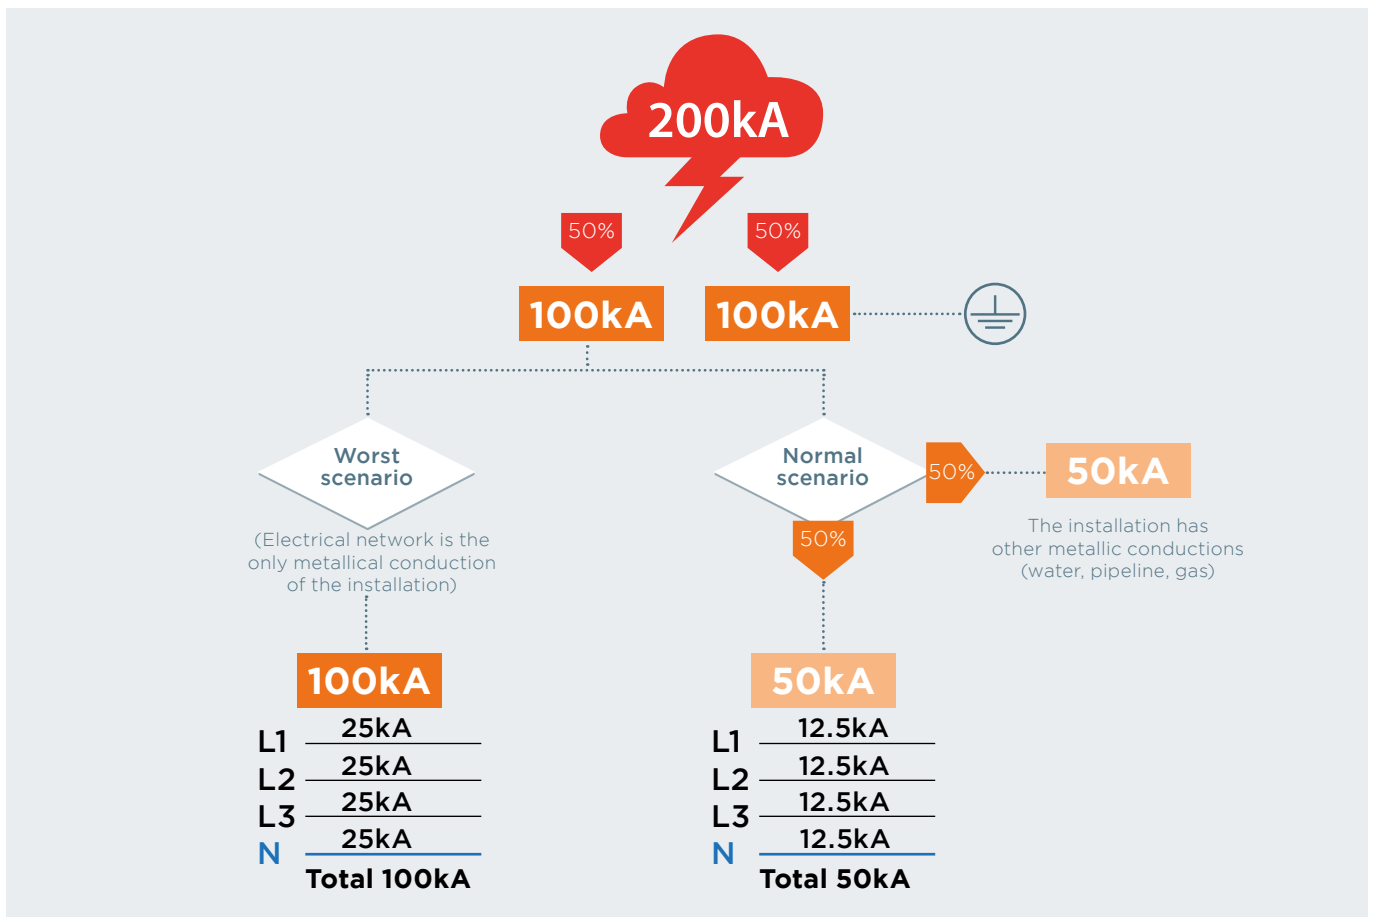 200kA
50%
50%
100kA
100kA
Worst
scenario
(Electrical network is the
only metallical conduction
of the installation)
100kA
L1 25kA
L2 25kA
L3 25kA
N 25kA
Total 100kA
Normal
scenario
50%
50kA
The installation has
other metallic conductions
(water, pipeline, gas)
50%
50kA
L1 12.5kA
L2 12.5kA
L3 12.5kA
N 12.5kA
Total 50kA